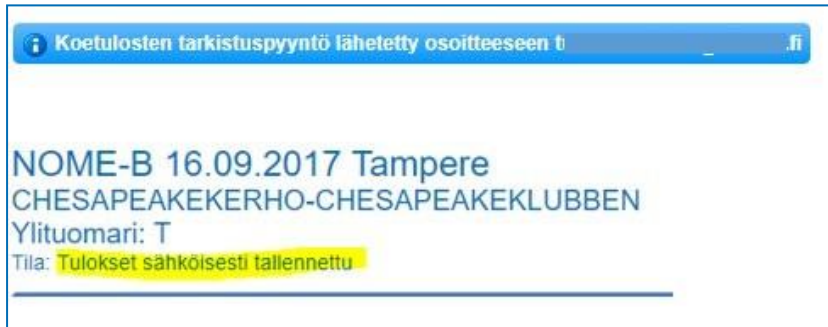 Koetulosten tarkistuspyyntö lähetetty osoitteeseen t .fi
NOME-B 16.09.2017 Tampere
CHESAPEAKEKERHO-CHESAPEAKEKLUBBEN
Ylituomari: T
Tila: Tulokset sähköisesti tallennettu